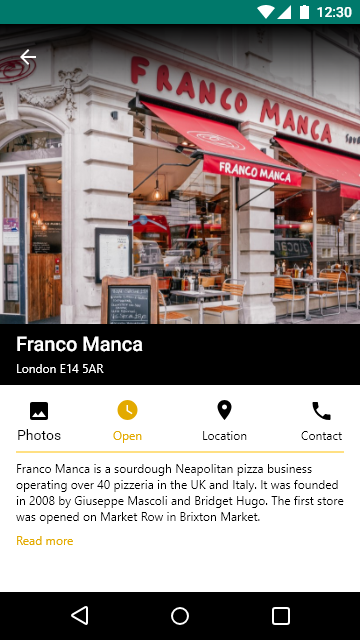 12:30
FRANCO MANCA
FRANCO MANCA
Franco Manca
London E14 5AR
Photos
Open
Location
Contact
Franco Manca is a sourdough Neapolitan pizza business
operating over 40 pizzeria in the UK and Italy. It was founded
in 2008 by Giuseppe Mascoli and Bridget Hugo. The first store
was opened on Market Row in Brixton Market.
Read more